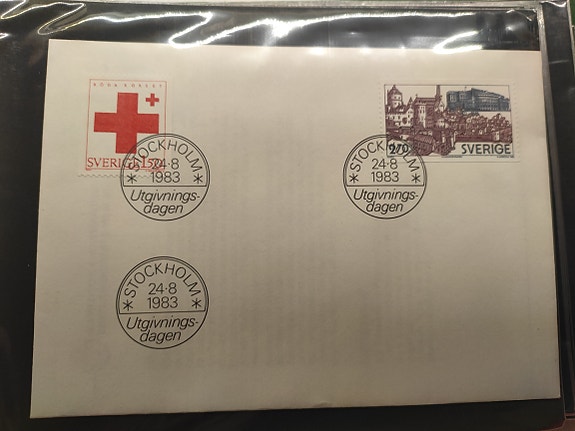 RÖDA KORSET
SVERIGE 1.50
STOCKHOLM
24-8
1983
Utgivnings-
dagen
2.70 SVERIGE
STOCKHOLM
24-8
1983
Utgivnings-
dagen
STOCKHOLM
24-8
1983
Utgivnings-
dagen